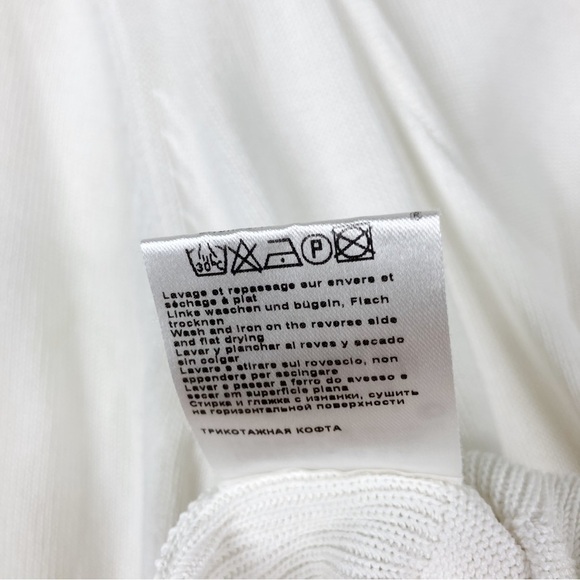 ®
30°C P
Lavage et repassage sur envers et
séchage à plat
Links waschen und bügeln, Flach
trocknen
Wash and iron on the reverse side
and flat drying
Lavar y planchar al reves y secado
sin colgar
Lavare e stirare sul rovescio, non
appendere per asciugare
Lavar e passar a ferro do avesso e
secar em superficie plana
Стирка и глажка с изнанки, сушить
на горизонтальной поверхности
ТРИКОТАЖНАЯ КОФТА